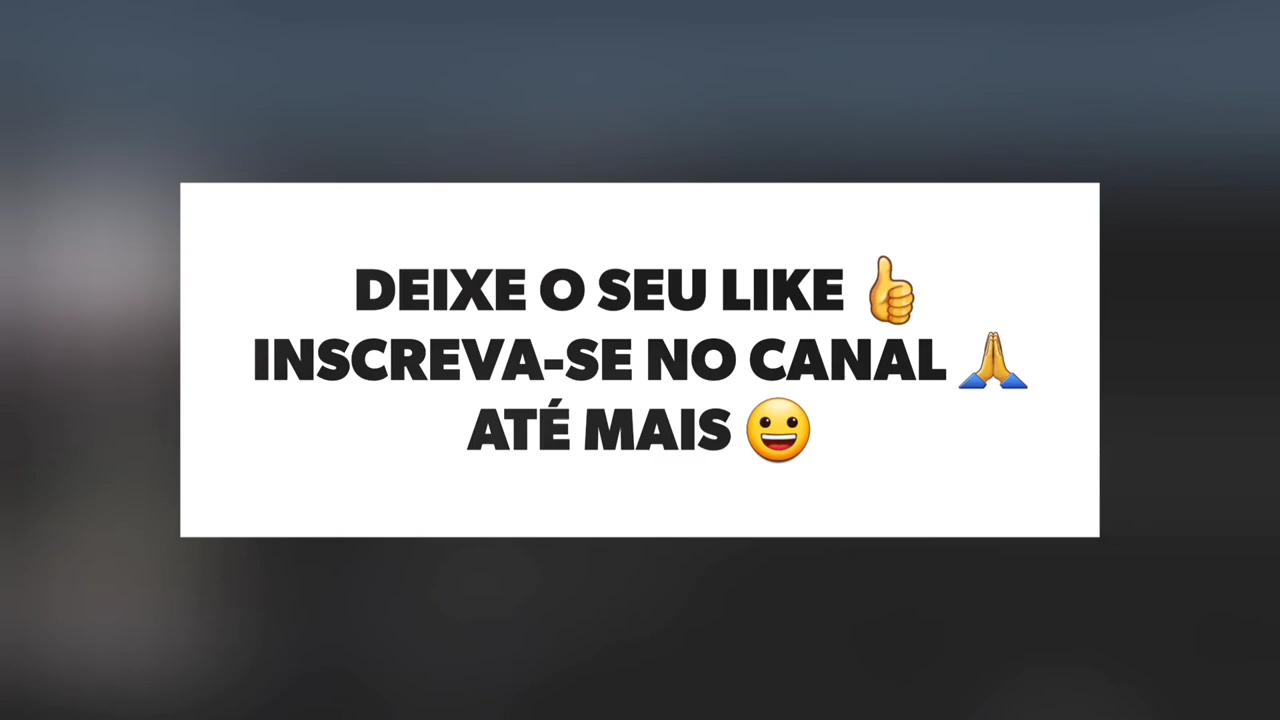 DEIXE O SEU LIKE 👍
INSCREVA-SE NO CANAL 🙏
ATÉ MAIS 😀